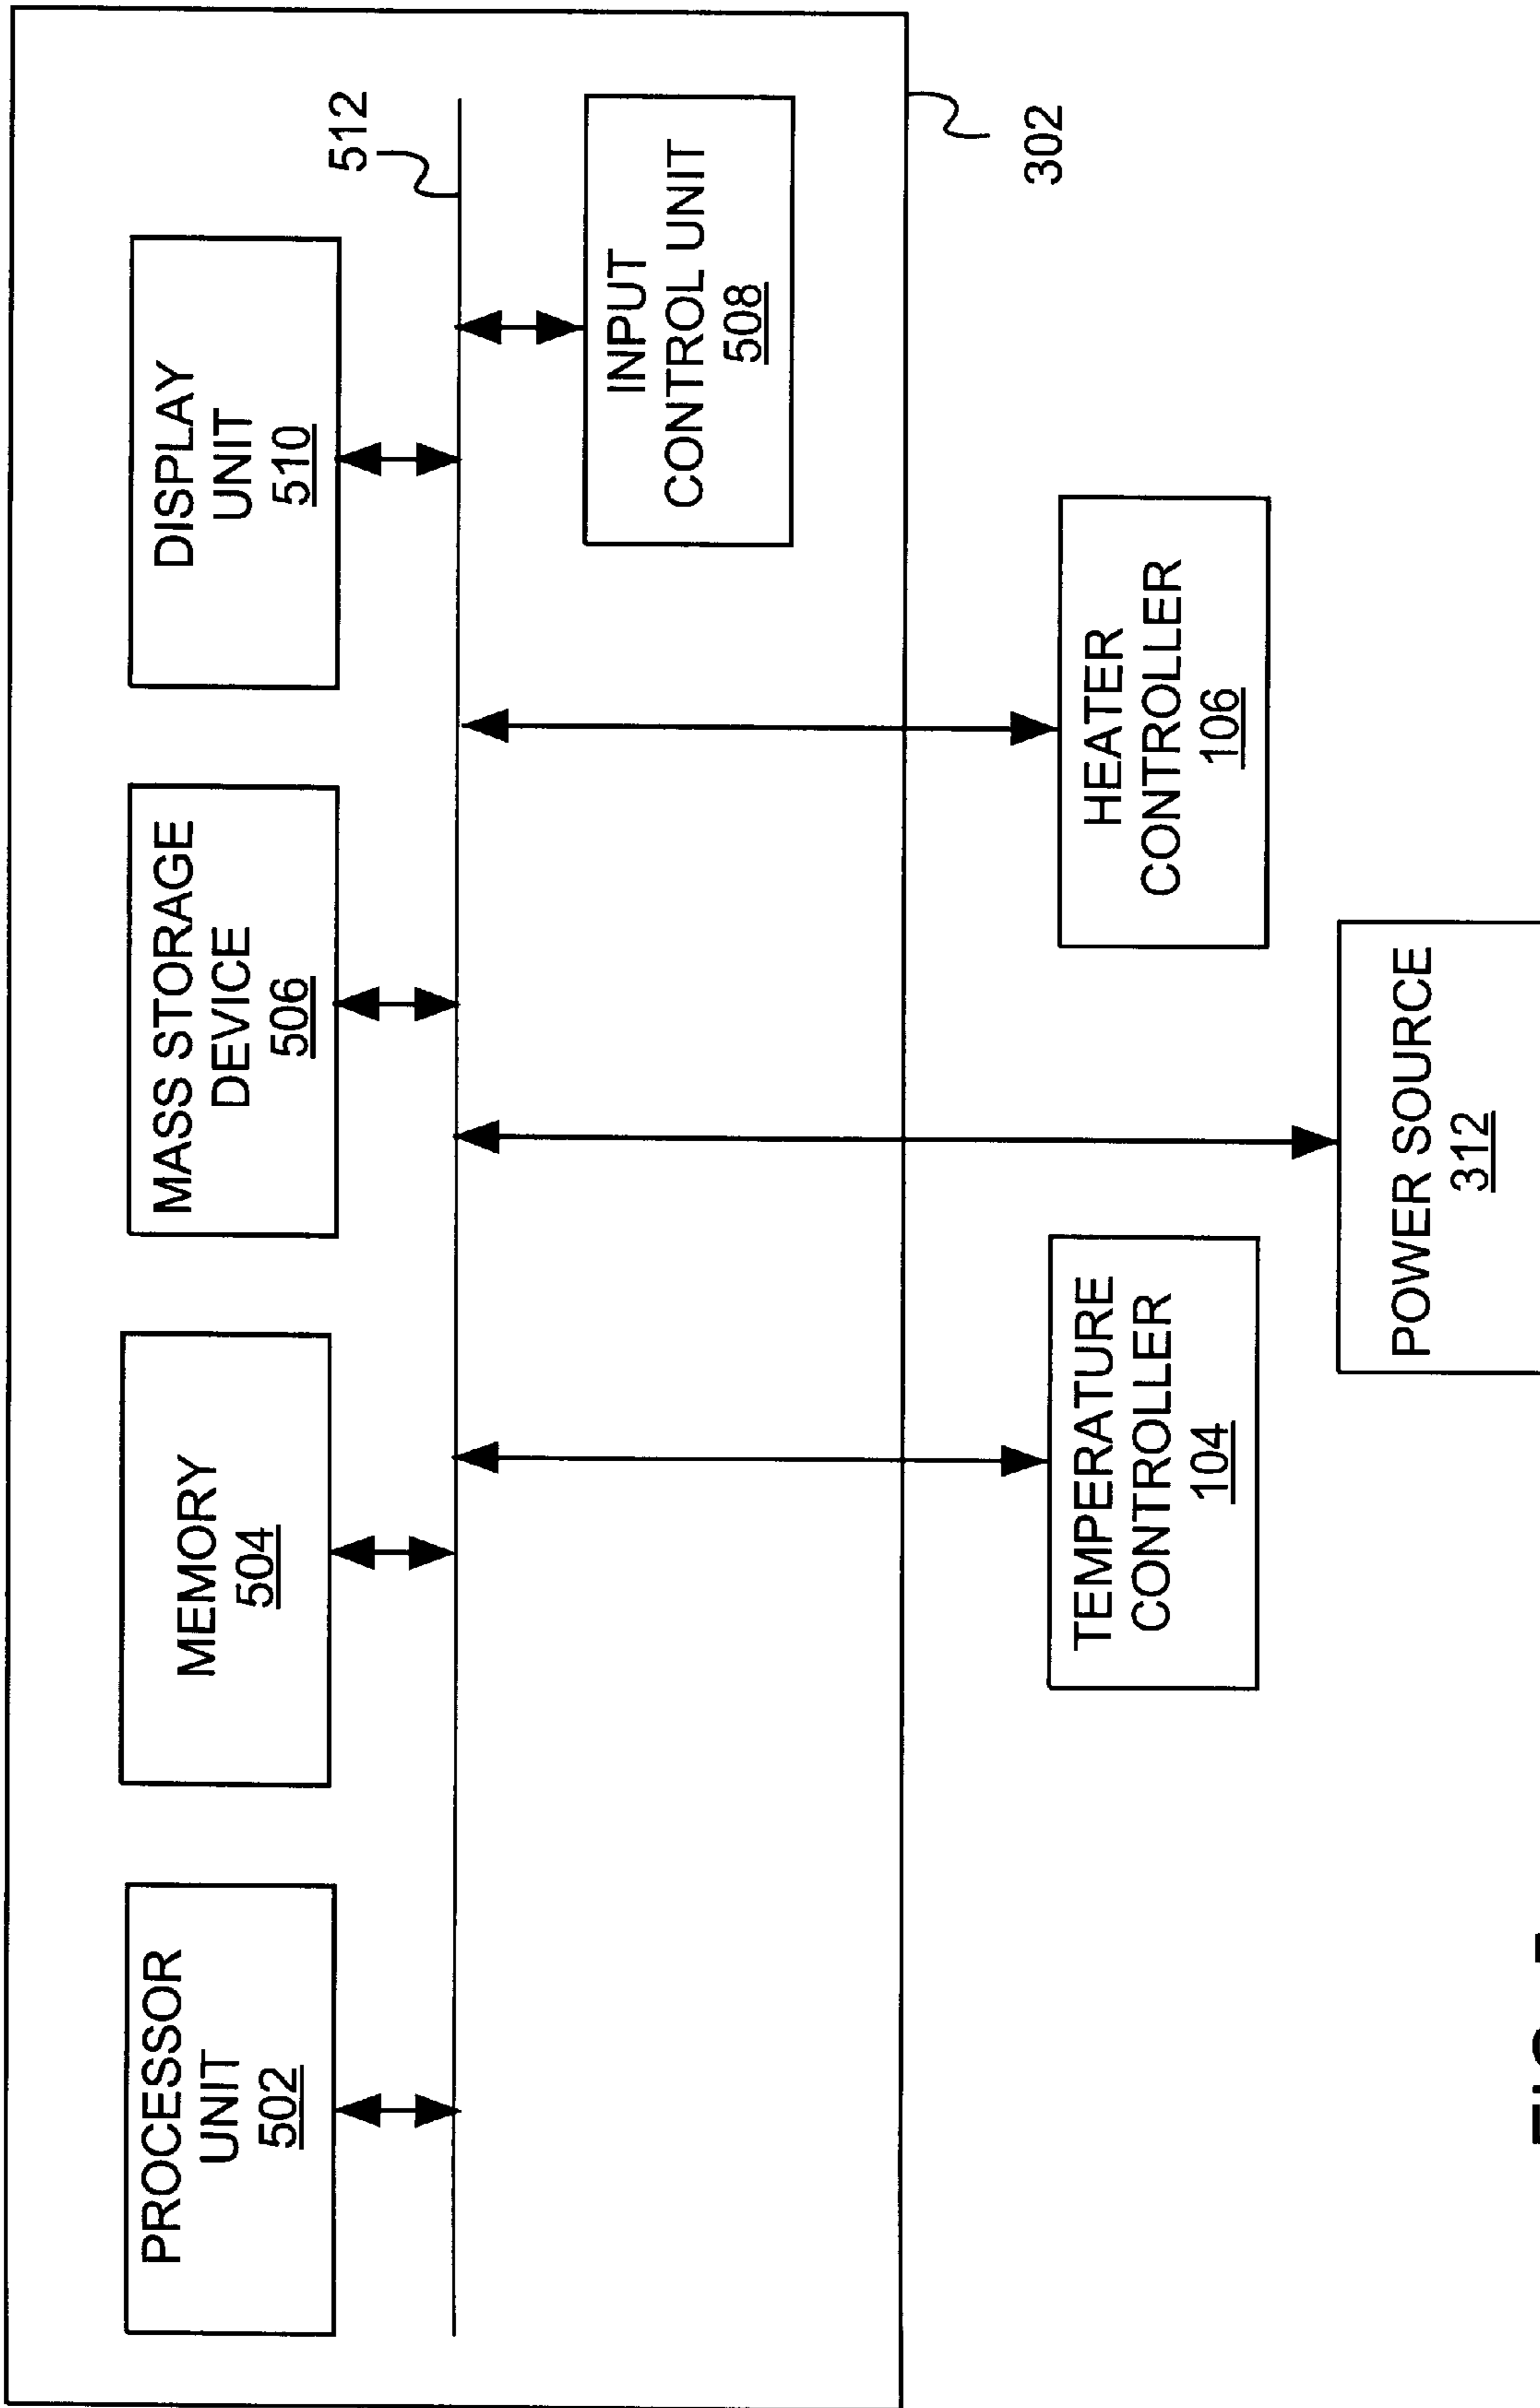 PROCESSOR
UNIT
502
MEMORY
504
MASS STORAGE
DEVICE
506
DISPLAY
UNIT
510
512
INPUT
CONTROL UNIT
508
302
TEMPERATURE
CONTROLLER
104
HEATER
CONTROLLER
106
POWER SOURCE
312